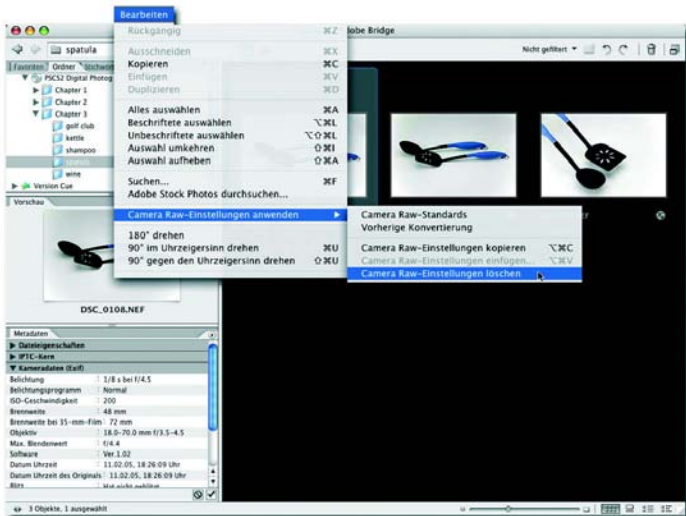 Bearbeiten
Adobe Bridge
Rückgängig ⌘Z
Ausschneiden ⌘X
Kopieren ⌘C
Einfügen ⌘V
Duplizieren ⌘D
Alles auswählen ⌘A
Beschriftete auswählen ⌥⌘L
Unbeschriftete auswählen ⌥⇧⌘L
Auswahl umkehren ⇧⌘I
Auswahl aufheben ⇧⌘A
Suchen... ⌘F
Adobe Stock Photos durchsuchen...
Camera Raw-Einstellungen anwenden
180° drehen
90° im Uhrzeigersinn drehen ⌘U
90° gegen den Uhrzeigersinn drehen ⇧⌘U
Camera Raw-Standards
Vorherige Konvertierung
Camera Raw-Einstellungen kopieren ⌥⌘C
Camera Raw-Einstellungen einfügen... ⌥⌘V
Camera Raw-Einstellungen löschen
spatula
Nicht gefiltert
Favoriten Ordner
PSCS2 Digital Photog
Chapter 1
Chapter 2
Chapter 3
golf club
kettle
shampoo
spatula
wine
Version Cue
Vorschau
DSC_0108.NEF
Metadaten
Dateieigenschaften
IPTC-Kern
Kameradaten (Exif)
Belichtung : 1/8 s bei f/4.5
Belichtungsprogramm : Normal
ISO-Geschwindigkeit : 200
Brennweite : 48 mm
Brennweite bei 35-mm-Film : 72 mm
Objektiv : 18.0-70.0 mm f/3.5-4.5
Max. Blendenwert : f/4.4
Software : Ver.1.02
Datum Uhrzeit : 11.02.05, 18:26:09 Uhr
Datum Uhrzeit des Originals : 11.02.05, 18:26:09 Uhr
Blitz : Hat nicht geblitzt
3 Objekte, 1 ausgewählt